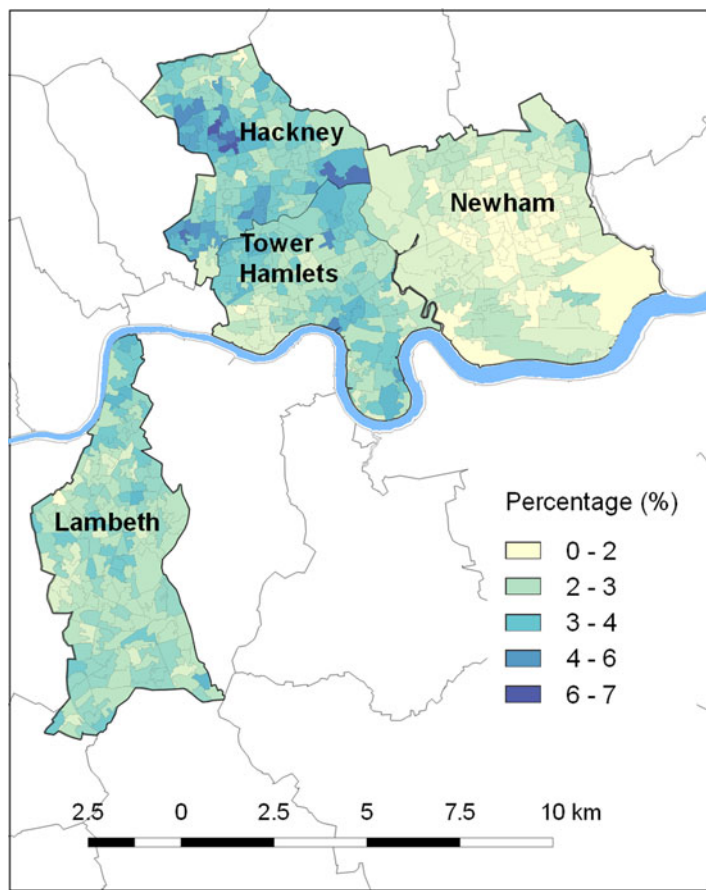 Hackney
Newham
Tower
Hamlets
Lambeth
Percentage (%)
0 - 2
2 - 3
3 - 4
4 - 6
6 - 7
2.5 0 2.5 5 7.5 10 km